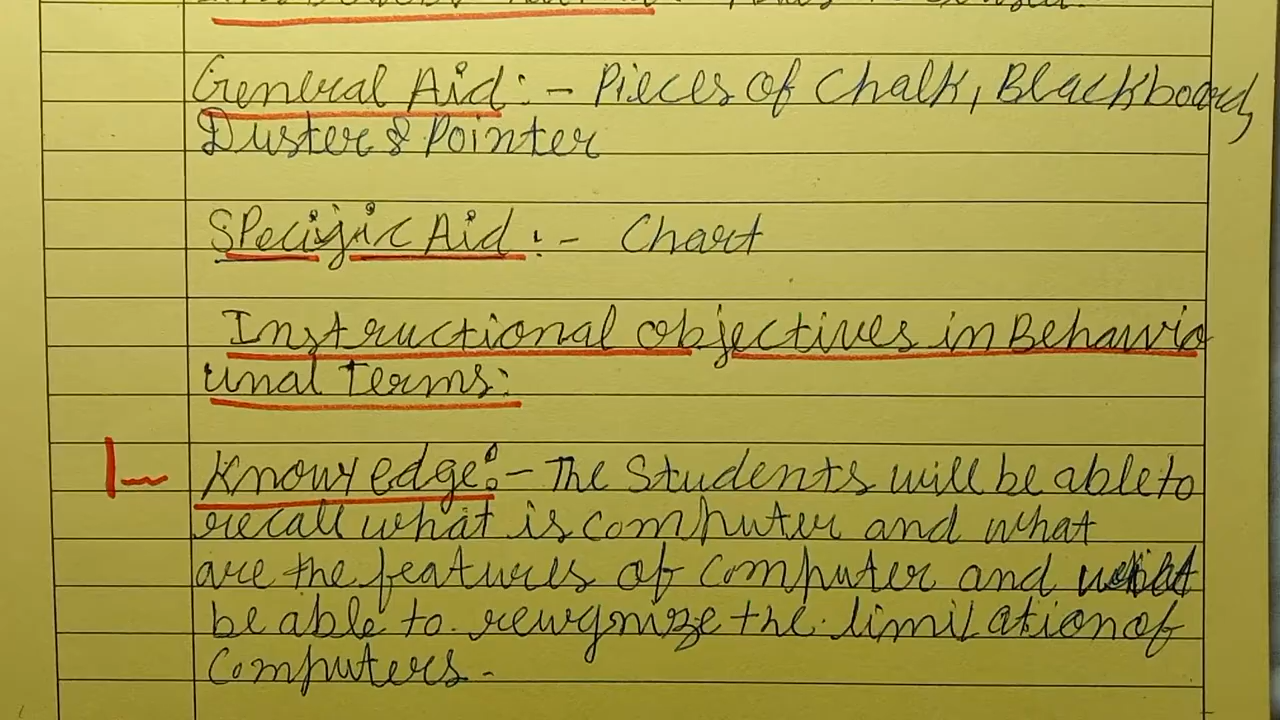 General Aid:- Pieces of Chalk, Blackboard,
Duster & Pointer
Specific Aid:- Chart
Instructional objectives in Behavio
unal Terms:
1- Knowledge:- The Students will be able to
recall what is computer and what
are the features of computer and
be able to recognize the limitation of
Computers.